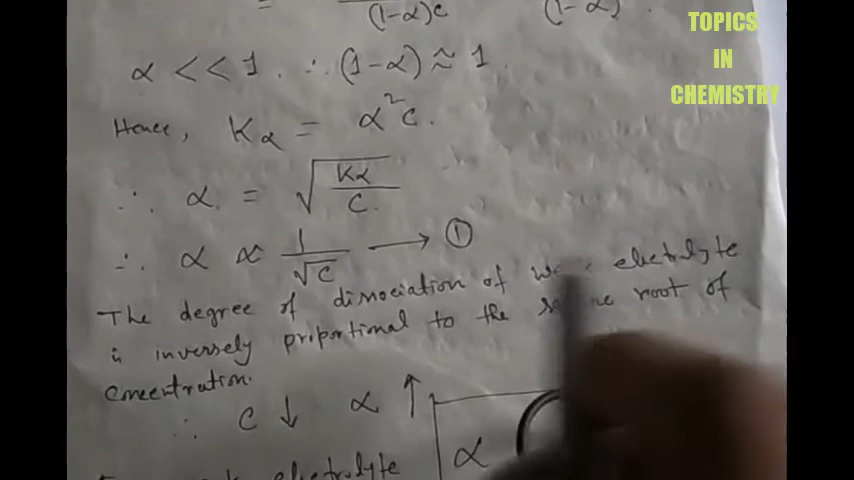 TOPICS
IN
CHEMISTRY
= (1-α)c (1-α)
α << 1. ∴ (1-α) ≈ 1
Hence, Kα = α²c.
∴ α = √(Kα/C)
∴ α ∝ 1/√C → ①
The degree of dissociation of electrolyte
is inversely proportional to the root of
concentration.
∴ C ↓ α ↑
electrolyte α